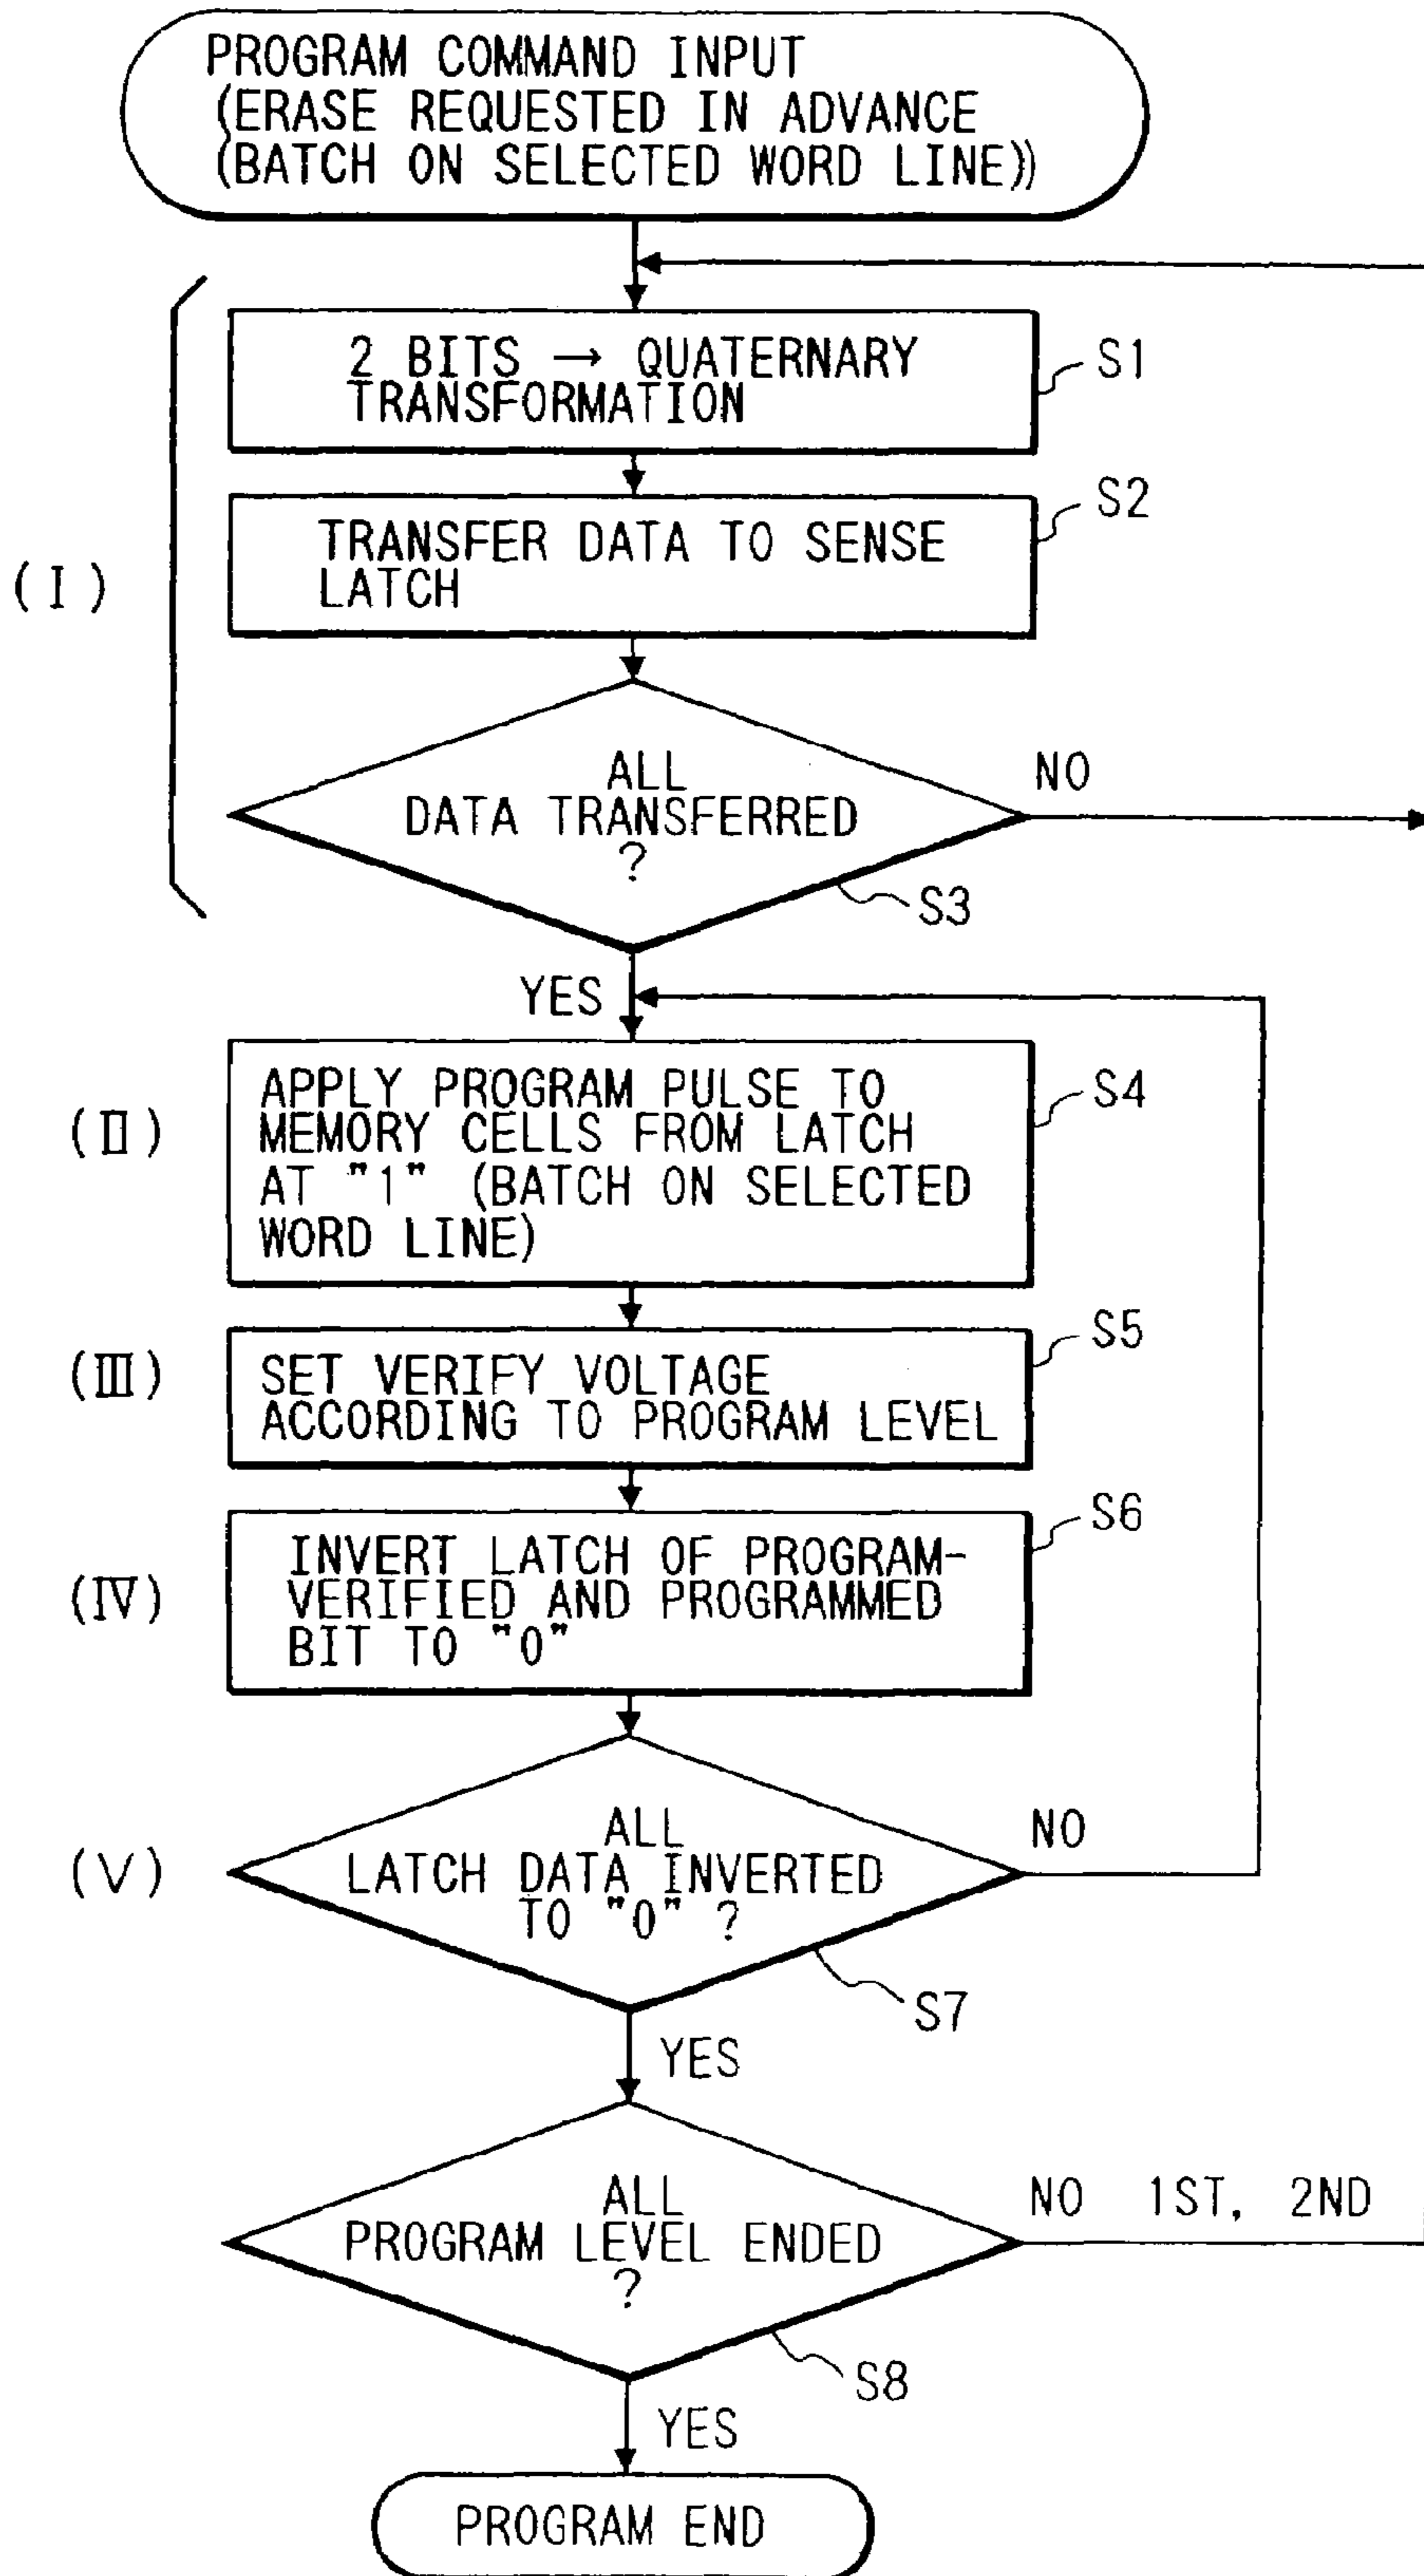 PROGRAM COMMAND INPUT
(ERASE REQUESTED IN ADVANCE
(BATCH ON SELECTED WORD LINE))
(I)
2 BITS → QUATERNARY
TRANSFORMATION
S1
TRANSFER DATA TO SENSE
LATCH
S2
ALL
DATA TRANSFERRED
?
NO
S3
YES
(II)
APPLY PROGRAM PULSE TO
MEMORY CELLS FROM LATCH
AT "1" (BATCH ON SELECTED
WORD LINE)
S4
(III)
SET VERIFY VOLTAGE
ACCORDING TO PROGRAM LEVEL
S5
(IV)
INVERT LATCH OF PROGRAM-
VERIFIED AND PROGRAMMED
BIT TO "0"
S6
(V)
ALL
LATCH DATA INVERTED
TO "0" ?
NO
S7
YES
ALL
PROGRAM LEVEL ENDED
?
NO 1ST, 2ND
S8
YES
PROGRAM END